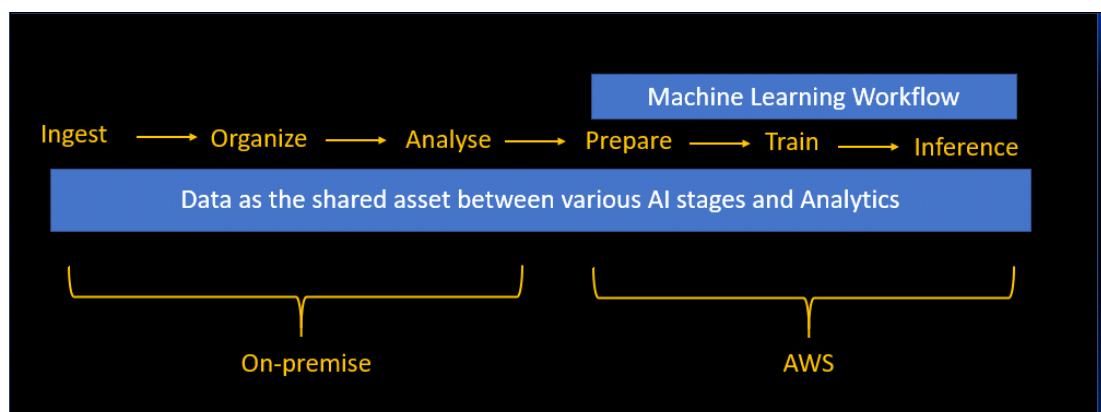 Machine Learning Workflow
Ingest Organize Analyse Prepare Train Inference
Data as the shared asset between various AI stages and Analytics
On-premise AWS